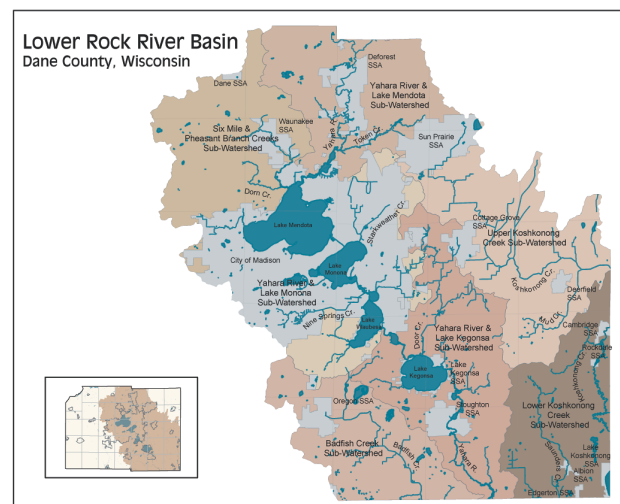 Lower Rock River Basin
Dane County, Wisconsin
Deforest
SSA
Dane SSA
Yahara River &
Lake Mendota
Sub-Watershed
Waunakee
SSA
Six Mile &
Pheasant Branch Creeks
Sub-Watershed
Yahara R.
Token Cr.
Sun Prairie
SSA
Dorn Cr.
Lake Mendota
Starkweather Cr.
Cottage Grove
SSA
Upper Koshkonong
Creek Sub-Watershed
City of Madison
Lake
Monona
Koshkonong Cr.
Yahara River &
Lake Monona
Sub-Watershed
Deerfield
SSA
Mud Cr.
Nine Springs Cr.
Lake
Waubesa
Door Cr.
Yahara River &
Lake Kegonsa
Sub-Watershed
Cambridge
SSA
Rockdale
SSA
Lake
Kegonsa
Lake
Kegonsa
SSA
Koshkonong Cr.
Oregon SSA
Stoughton
SSA
Lower Koshkonong
Creek
Sub-Watershed
Badfish Creek
Sub-Watershed
Badfish Cr.
Yahara R.
Saunders Cr.
Lake
Koshkonong
SSA
Albion
SSA
Edgerton SSA